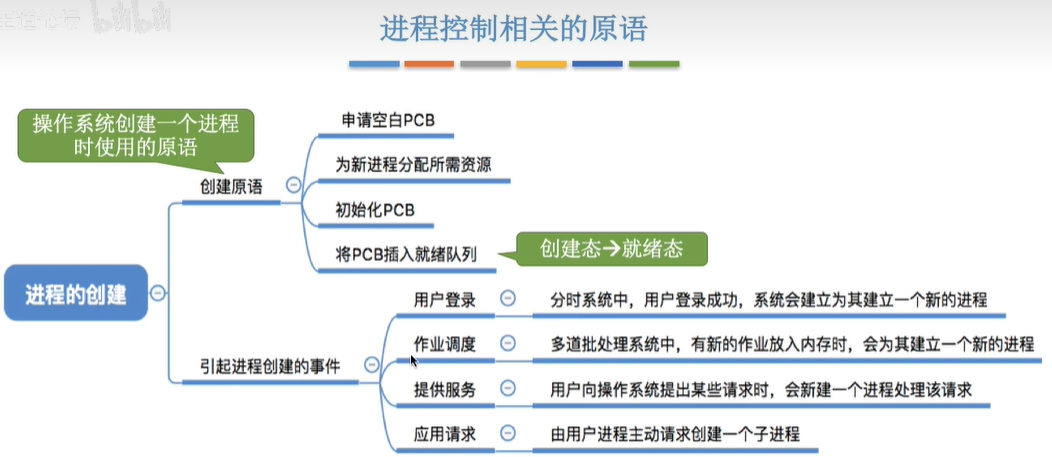 bilibili
进程控制相关的原语
操作系统创建一个进程
时使用的原语
申请空白PCB
为新进程分配所需资源
创建原语
初始化PCB
将PCB插入就绪队列
创建态→就绪态
进程的创建
用户登录
分时系统中，用户登录成功，系统会建立为其建立一个新的进程
作业调度
多道批处理系统中，有新的作业放入内存时，会为其建立一个新的进程
引起进程创建的事件
提供服务
用户向操作系统提出某些请求时，会新建一个进程处理该请求
应用请求
由用户进程主动请求创建一个子进程